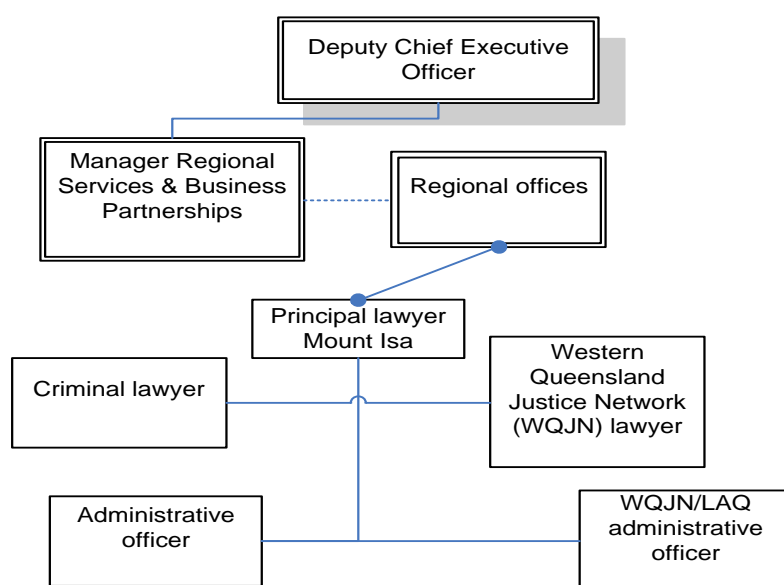 Deputy Chief Executive
Officer
Manager Regional
Services & Business
Partnerships
Regional offices
Principal lawyer
Mount Isa
Criminal lawyer
Western
Queensland
Justice Network
(WQJN) lawyer
Administrative
officer
WQJN/LAQ
administrative
officer